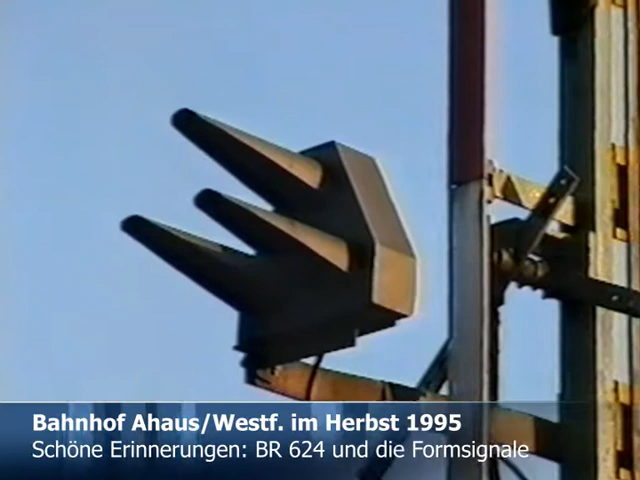 Bahnhof Ahaus/Westf. im Herbst 1995
Schöne Erinnerungen: BR 624 und die Formsignale